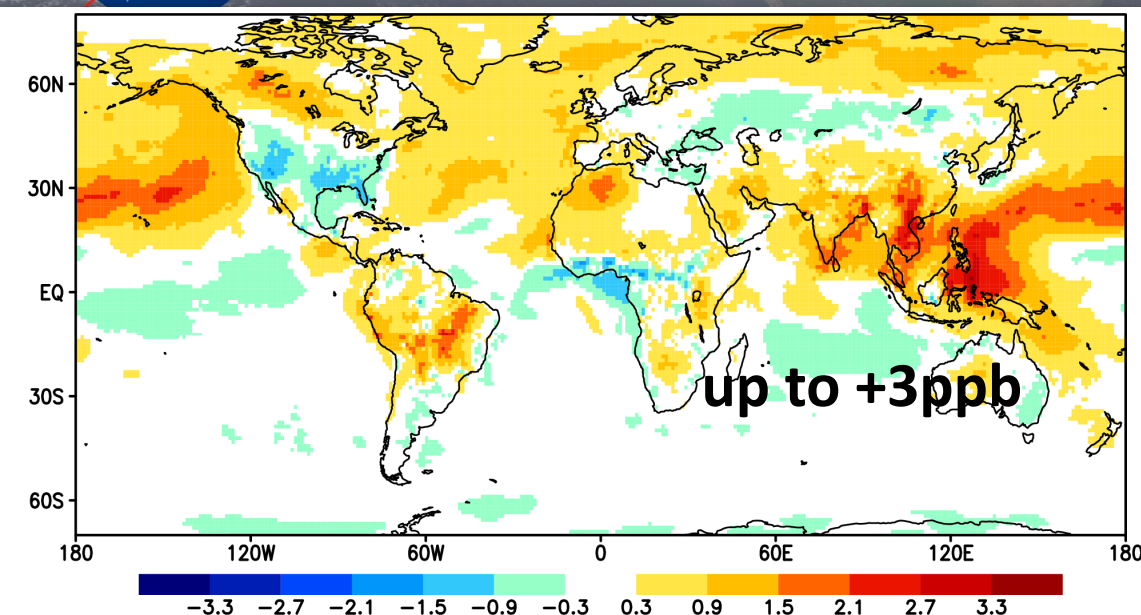 60N
30N
EQ
30S
60S
up to +3ppb
180 120W 60W 0 60E 120E 180
−3.3 −2.7 −2.1 −1.5 −0.9 −0.3 0.3 0.9 1.5 2.1 2.7 3.3